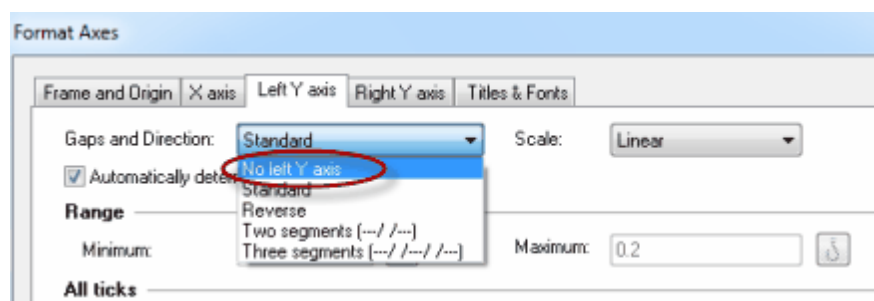 Format Axes
Frame and Origin X axis Left Y axis Right Y axis Titles & Fonts
Gaps and Direction: Standard Scale: Linear
No left Y axis
Automatically
Standard
Range Reverse
Two segments (---/ /---)
Minimum: Three segments (---/ /---/ /---) Maximum: 0.2
All ticks